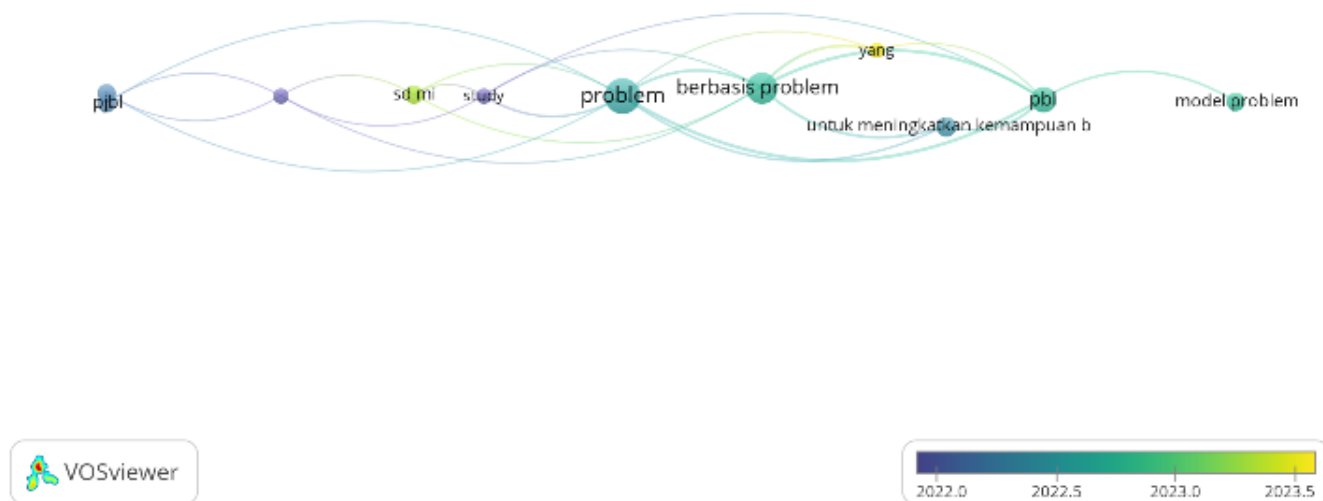 yang
berbasis problem
pjbl
sd mi
study
problem
pbl
model problem
untuk meningkatkan kemampuan b
VOSviewer
2022.0
2022.5
2023.0
2023.5